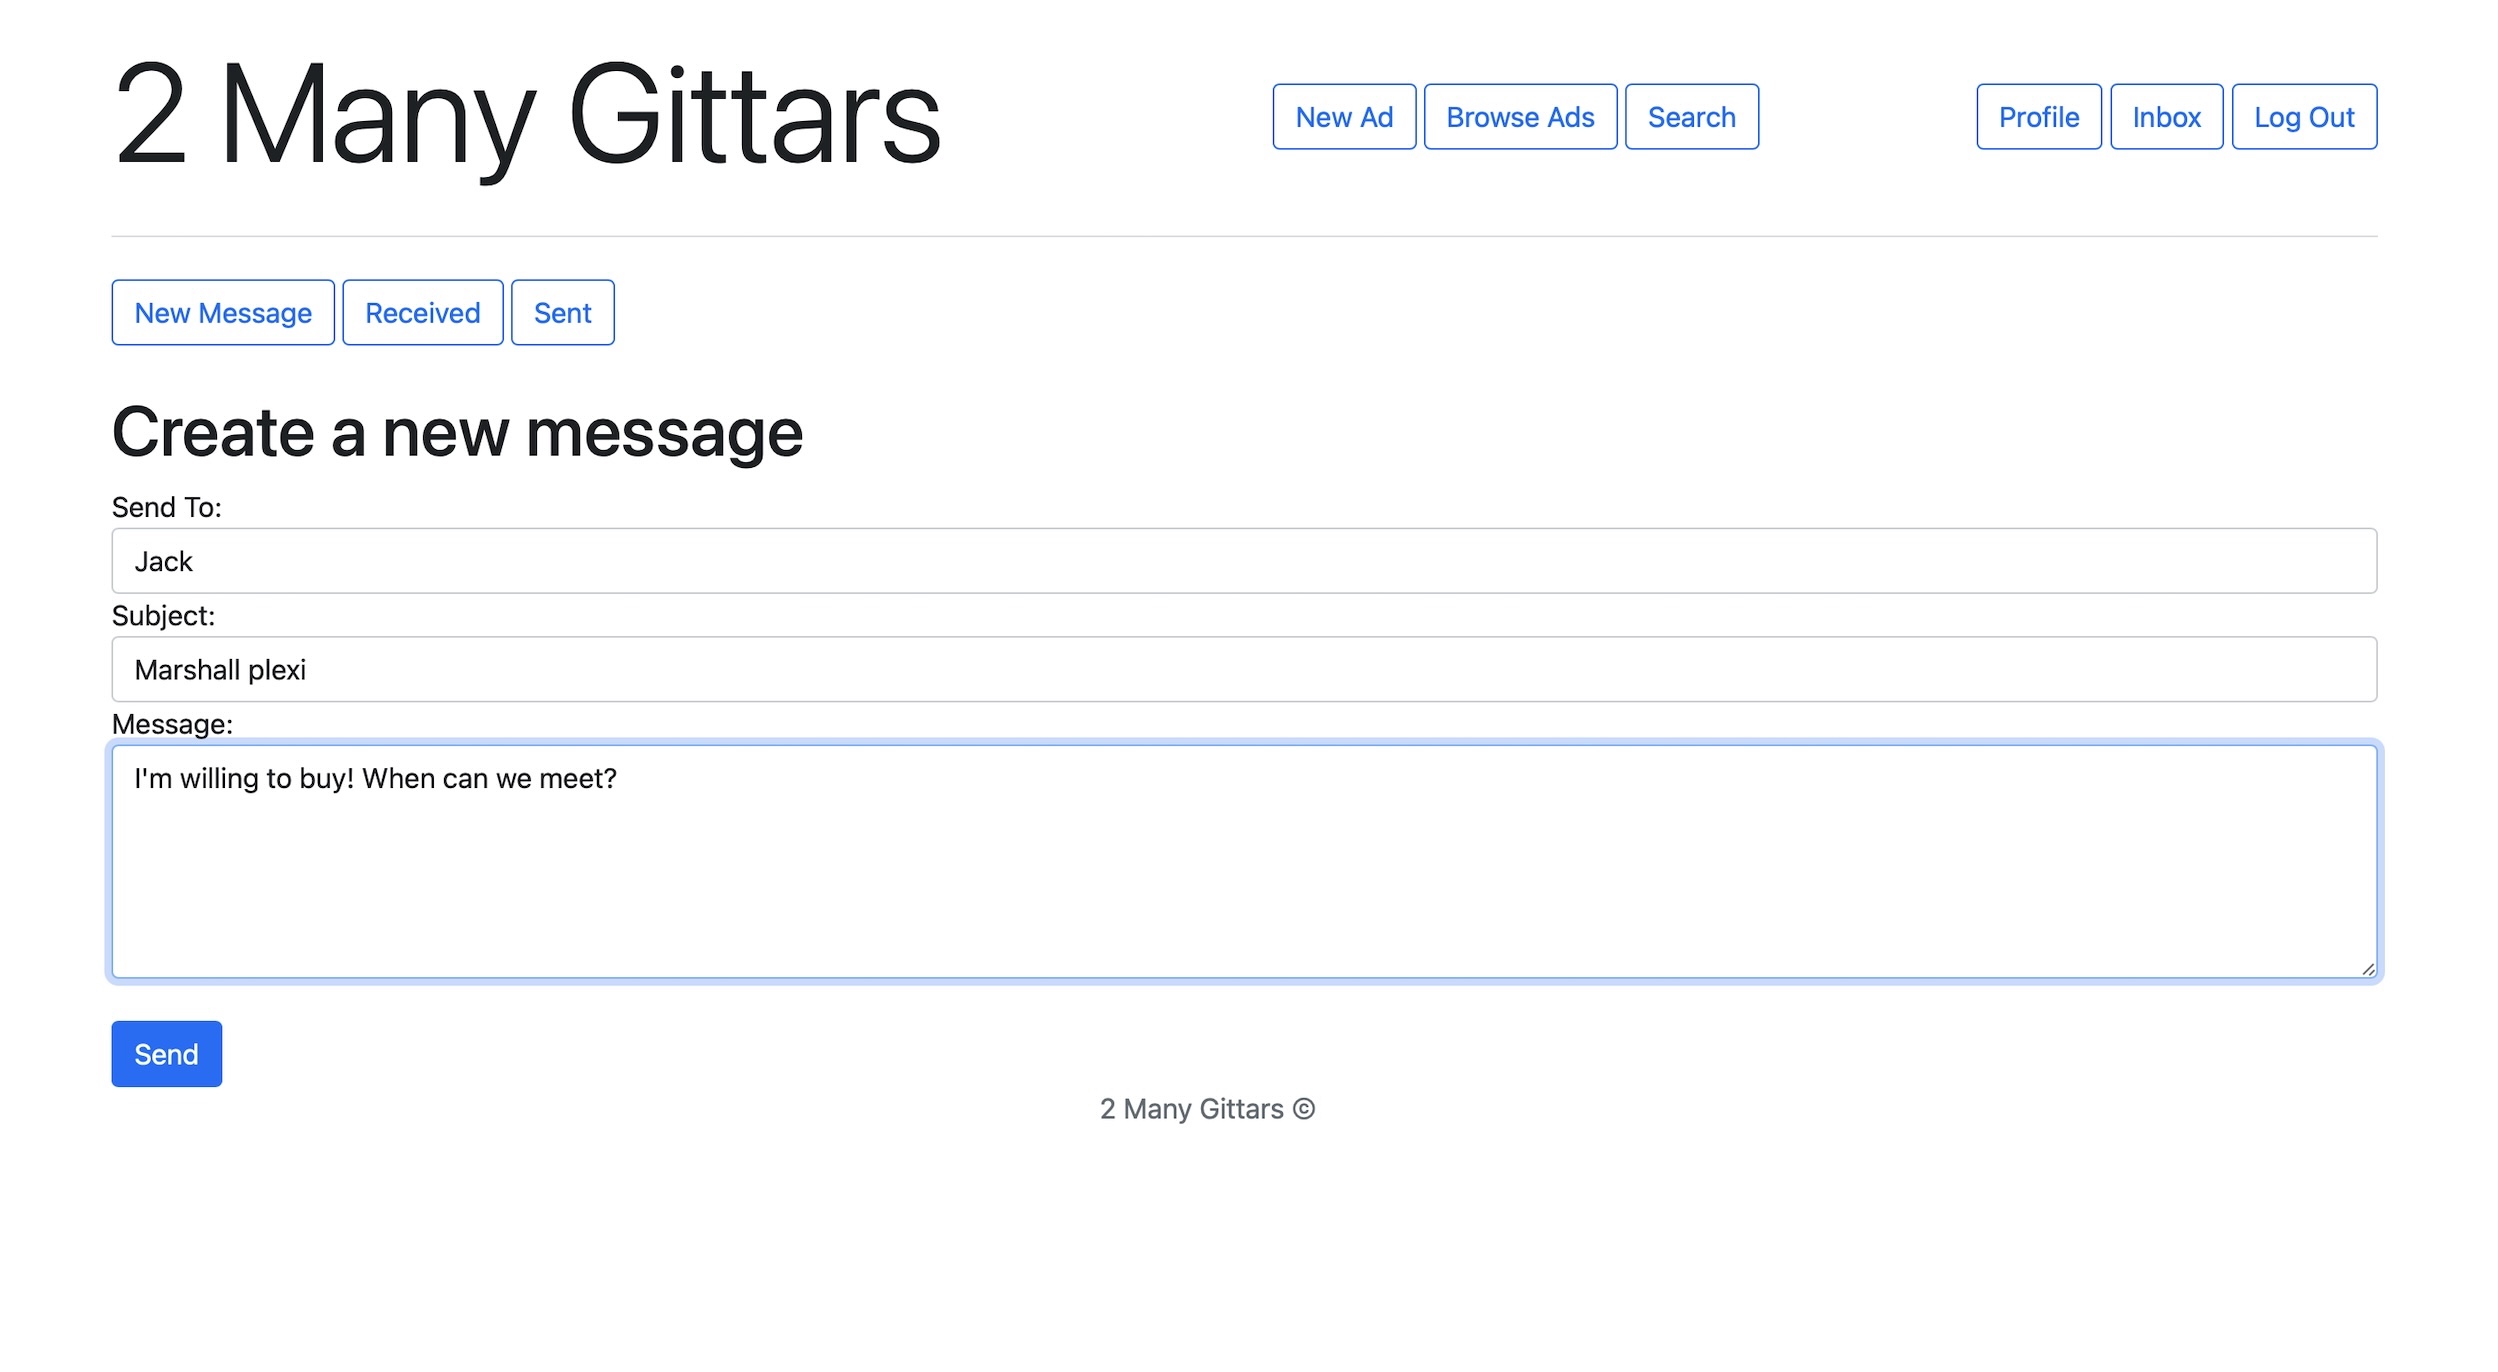 2 Many Gittars
New Ad Browse Ads Search
Profile Inbox Log Out
New Message Received Sent
Create a new message
Send To:
Jack
Subject:
Marshall plexi
Message:
I'm willing to buy! When can we meet?
Send
2 Many Gittars ©